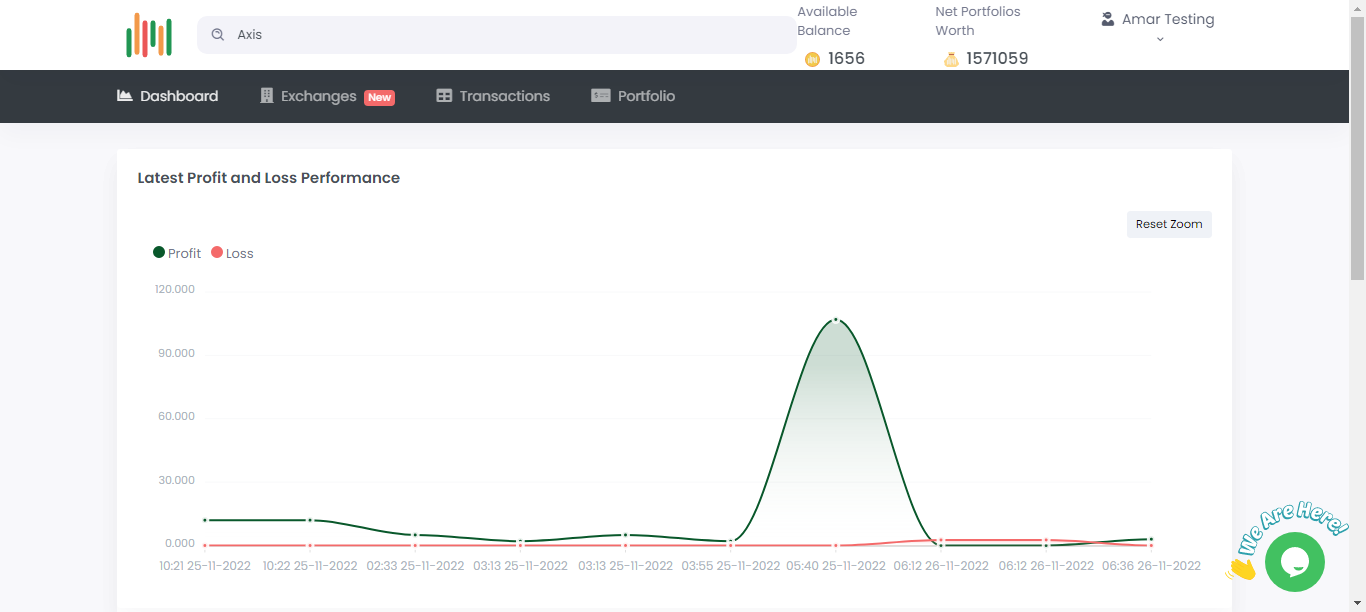 Axis
Available
Balance
1656
Net Portfolios
Worth
1571059
Amar Testing
Dashboard
Exchanges New
Transactions
Portfolio
Latest Profit and Loss Performance
Reset Zoom
Profit Loss
120.000
90.000
60.000
30.000
0.000
10:21 25-11-2022 10:22 25-11-2022 02:33 25-11-2022 03:13 25-11-2022 03:13 25-11-2022 03:55 25-11-2022 05:40 25-11-2022 06:12 26-11-2022 06:12 26-11-2022 06:36 26-11-2022
We Are Here!